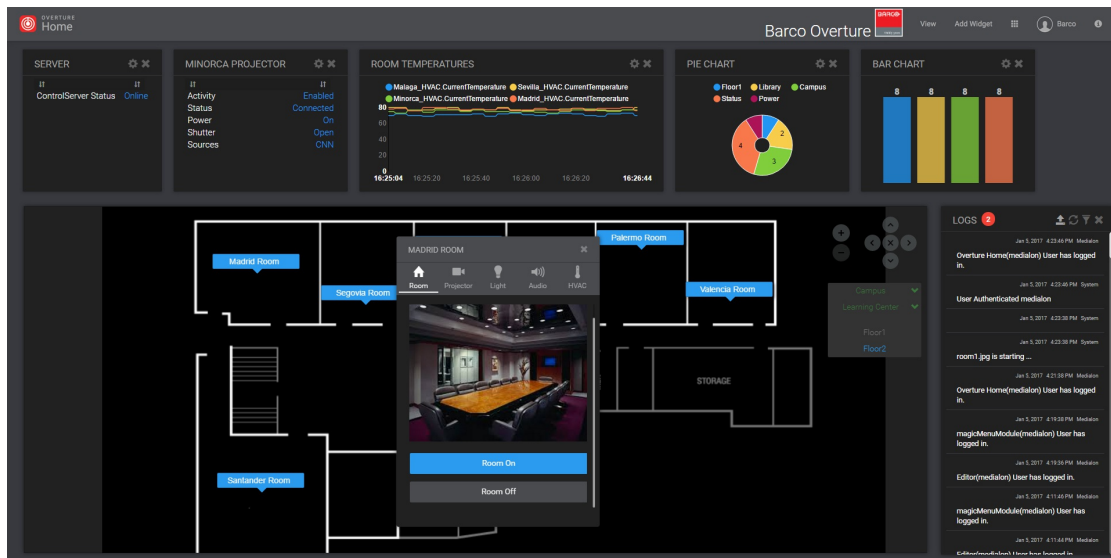 OVERTURE
Home
Barco Overture
BARCO
View
Add Widget
Barco
SERVER
ControlServer Status Online
MINORCA PROJECTOR
Activity Enabled
Status Connected
Power On
Shutter Open
Sources CNN
ROOM TEMPERATURES
Malaga_HVAC.CurrentTemperature Sevilla_HVAC.CurrentTemperature
Minorca_HVAC.CurrentTemperature Madrid_HVAC.CurrentTemperature
80
60
40
20
0
16:25:04 16:25:20 16:25:40 16:26:00 16:26:20 16:26:44
PIE CHART
Floor1 Library Campus
Status Power
2
4
3
BAR CHART
8 8 8 8
Madrid Room
Segovia Room
Palermo Room
Valencia Room
Santander Room
STORAGE
MADRID ROOM
Room Projector Light Audio HVAC
Room On
Room Off
Campus
Learning Center
Floor1
Floor2
LOGS 2
Jan 5, 2017 4:23:46 PM Medialon
Overture Home(medialon) User has logged
in.
Jan 5, 2017 4:23:46 PM System
User Authenticated medialon
Jan 5, 2017 4:23:38 PM System
Jan 5, 2017 4:23:38 PM System
room1.jpg is starting ...
Jan 5, 2017 4:21:38 PM Medialon
Overture Home(medialon) User has logged
in.
Jan 5, 2017 4:19:38 PM Medialon
magicMenuModule(medialon) User has
logged in.
Jan 5, 2017 4:19:36 PM Medialon
Editor(medialon) User has logged in.
Jan 5, 2017 4:11:46 PM Medialon
magicMenuModule(medialon) User has
logged in.
Jan 5, 2017 4:11:44 PM Medialon
Editor(medialon) User has logged in.